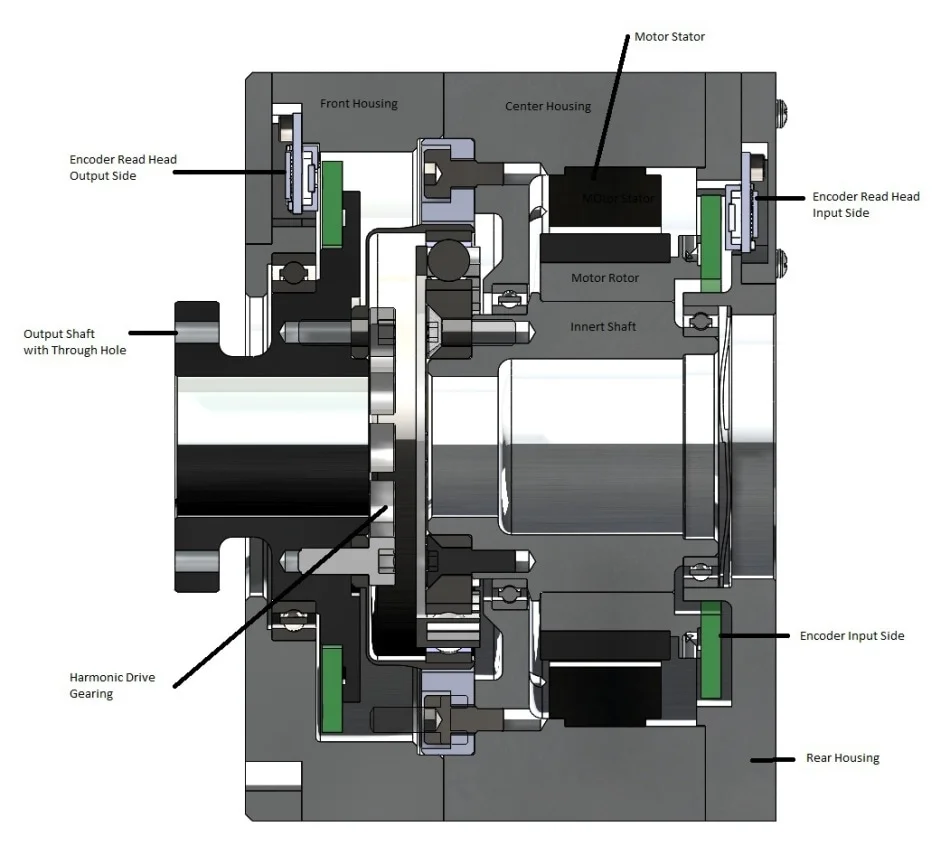 Motor Stator
Front Housing
Center Housing
Encoder Read Head
Output Side
Motor Stator
Encoder Read Head
Input Side
Motor Rotor
Output Shaft
with Through Hole
Innert Shaft
Encoder Input Side
Harmonic Drive
Gearing
Rear Housing